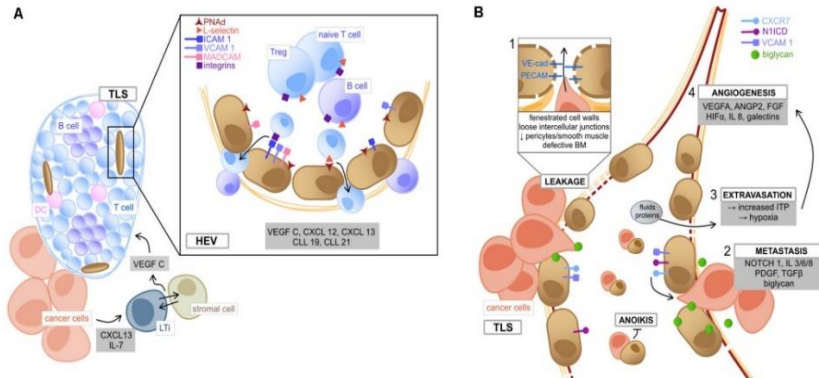 A
PNAd
L-selectin
ICAM 1
VCAM 1
MADCAM
integrins
Treg
naive T cell
B cell
TLS
B cell
DC
T cell
HEV
VEGF C, CXCL 12, CXCL 13
CLL 19, CLL 21
VEGF C
stromal cell
cancer cells
LTi
CXCL13
IL-7
B
CXCR7
N1ICD
VCAM 1
biglycan
1
VE-cad
PECAM
fenestrated cell walls
loose intercellular junctions
↓ pericytes/smooth muscle
defective BM
LEAKAGE
4
ANGIOGENESIS
VEGFA, ANGP2, FGF
HIFα, IL 8, galectins
3
EXTRAVASATION
→ increased ITP
→ hypoxia
fluids
proteins
2
METASTASIS
NOTCH 1, IL 3/6/8
PDGF, TGFβ
biglycan
cancer cells
TLS
ANOIKIS